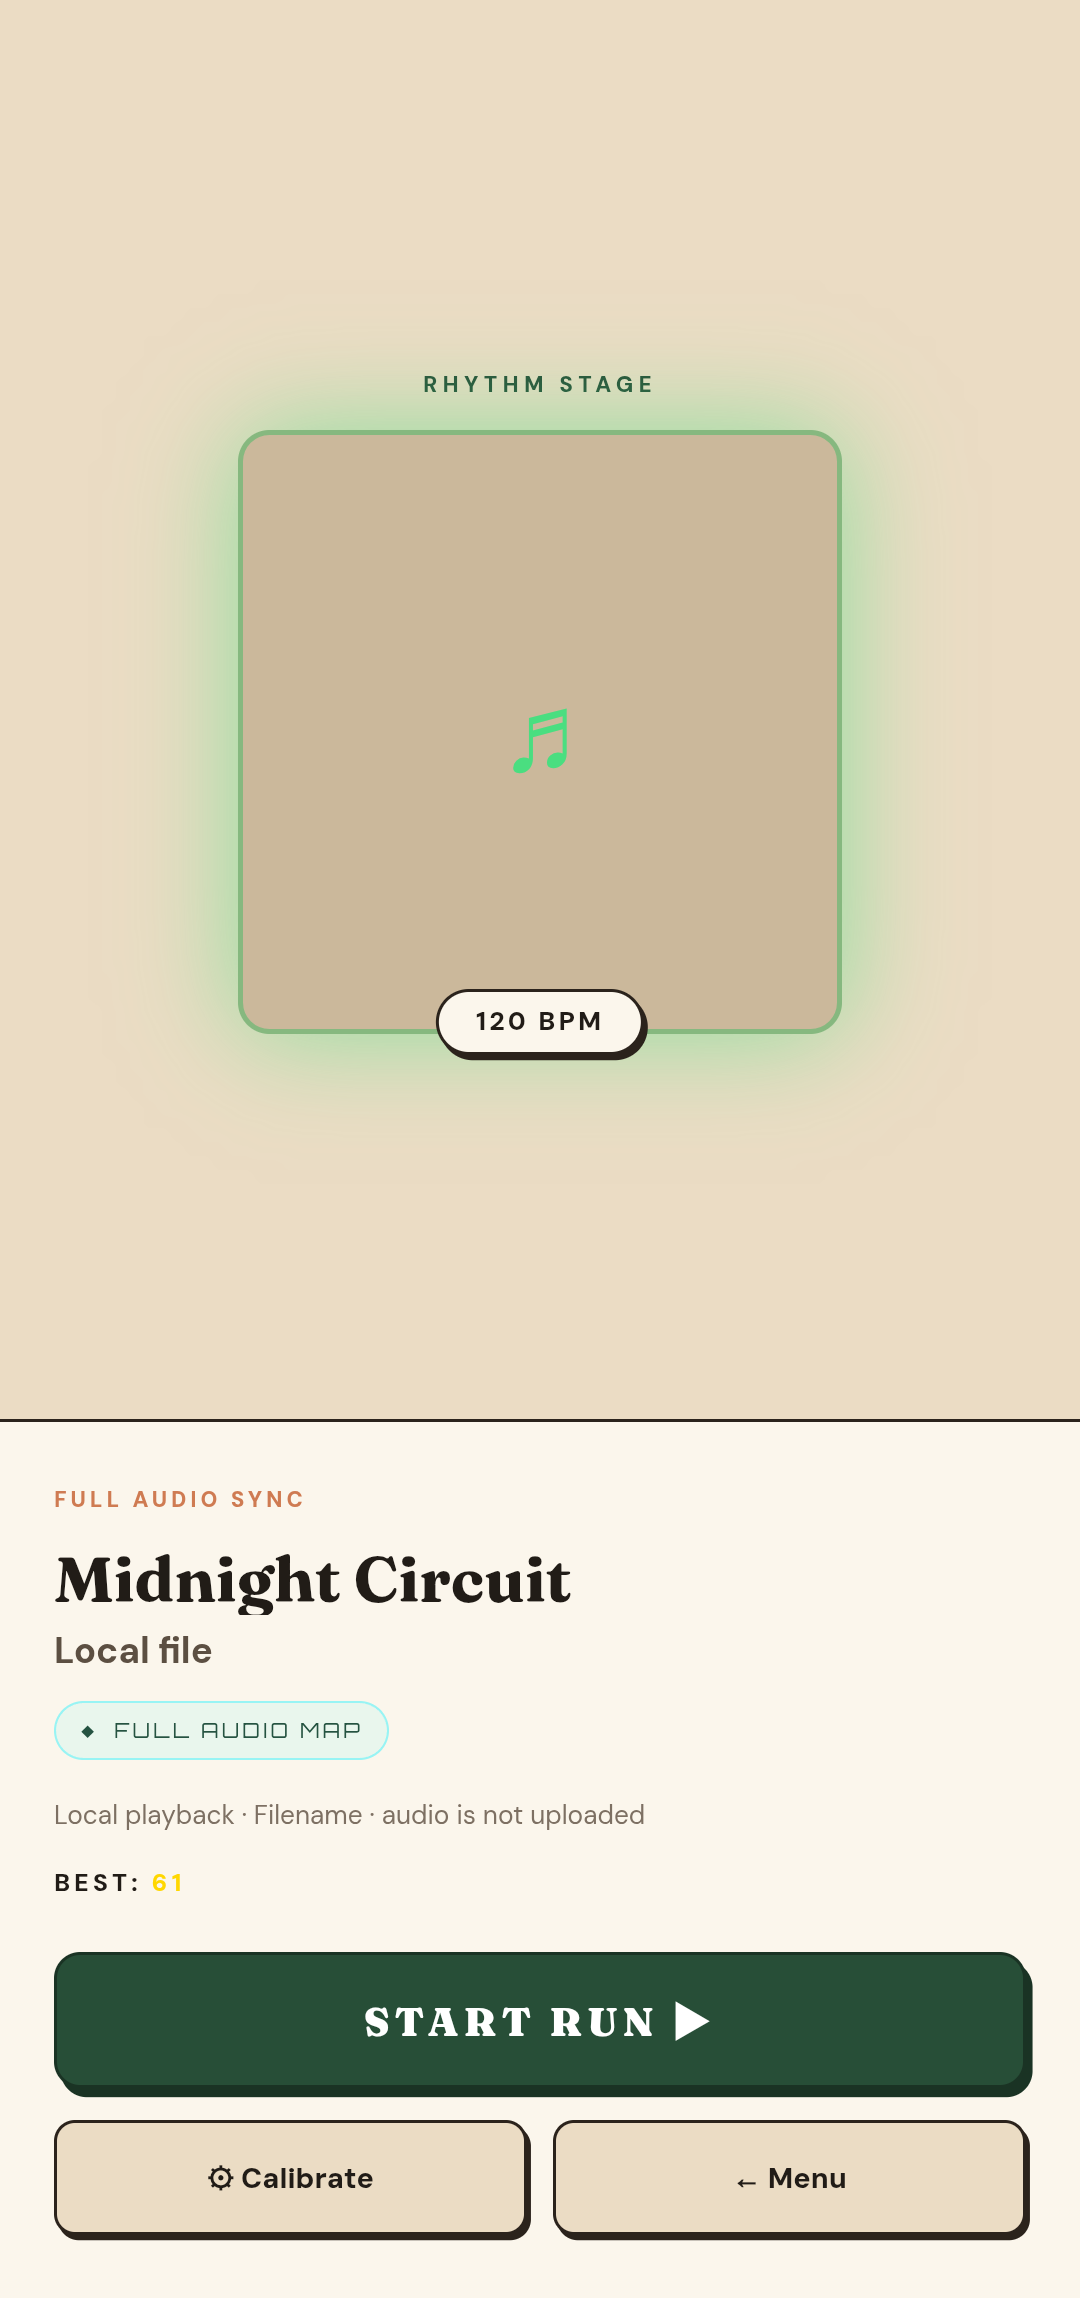 RHYTHM STAGE
120 BPM
FULL AUDIO SYNC
Midnight Circuit
Local file
◆ FULL AUDIO MAP
Local playback · Filename · audio is not uploaded
BEST: 61
START RUN ▶
⚙ Calibrate
← Menu